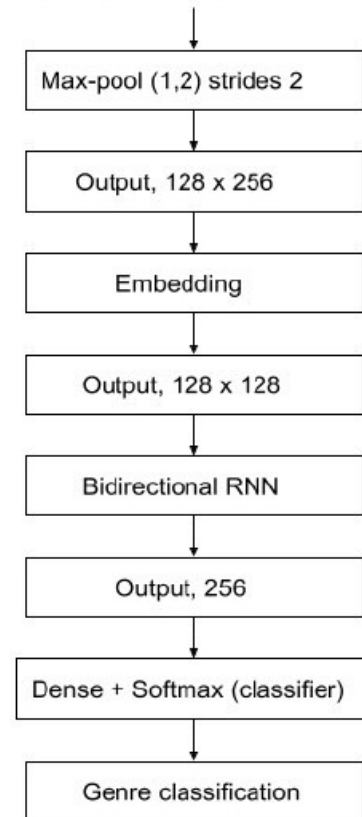 Max-pool (1,2) strides 2
Output, 128 x 256
Embedding
Output, 128 x 128
Bidirectional RNN
Output, 256
Dense + Softmax (classifier)
Genre classification